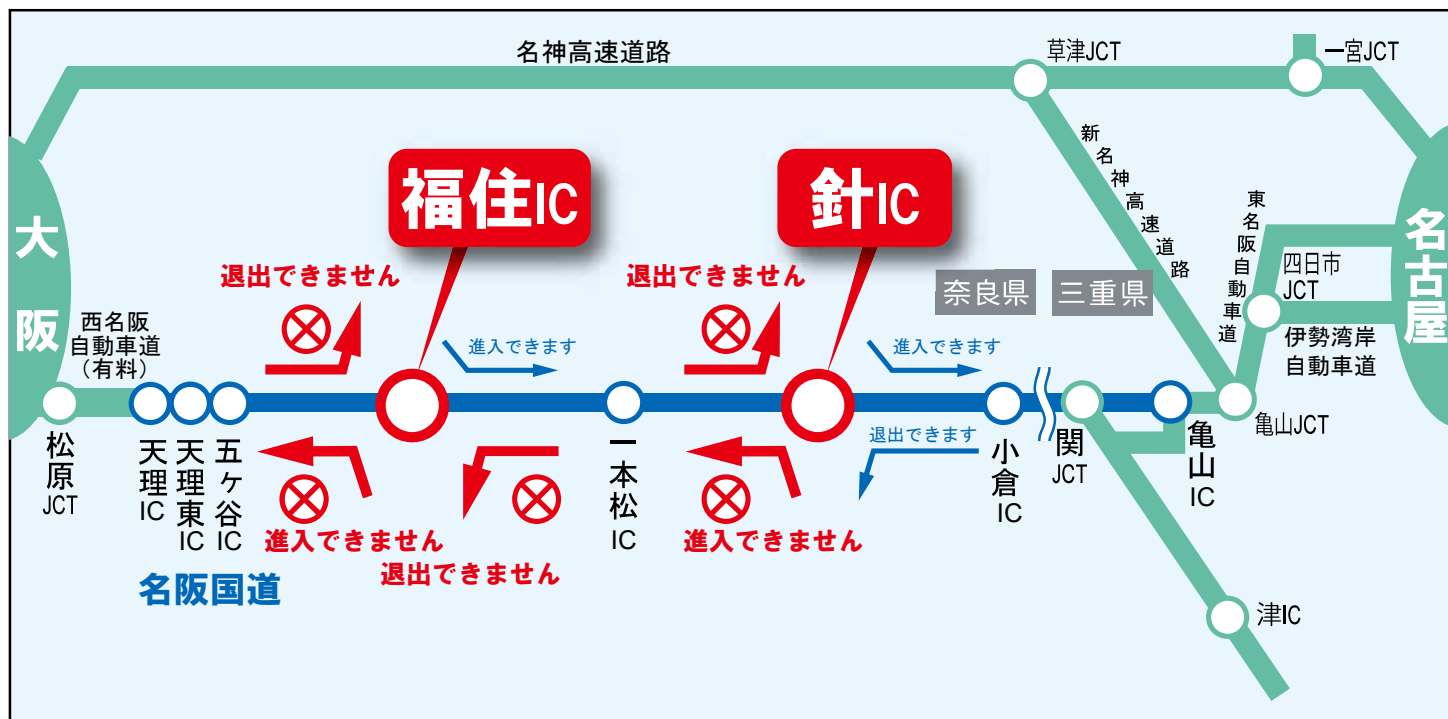 名神高速道路
草津JCT
一宮JCT
新名神高速道路
大阪
福住IC
針IC
名古屋
東名阪自動車道
退出できません
退出できません
奈良県
三重県
四日市
JCT
西名阪
自動車道
(有料)
進入できます
進入できます
伊勢湾岸
自動車道
松原
JCT
天理
IC
天理東
IC
五ヶ谷
IC
一本松
IC
退出できます
小倉
IC
関
JCT
亀山
IC
亀山JCT
進入できません
退出できません
進入できません
名阪国道
津IC